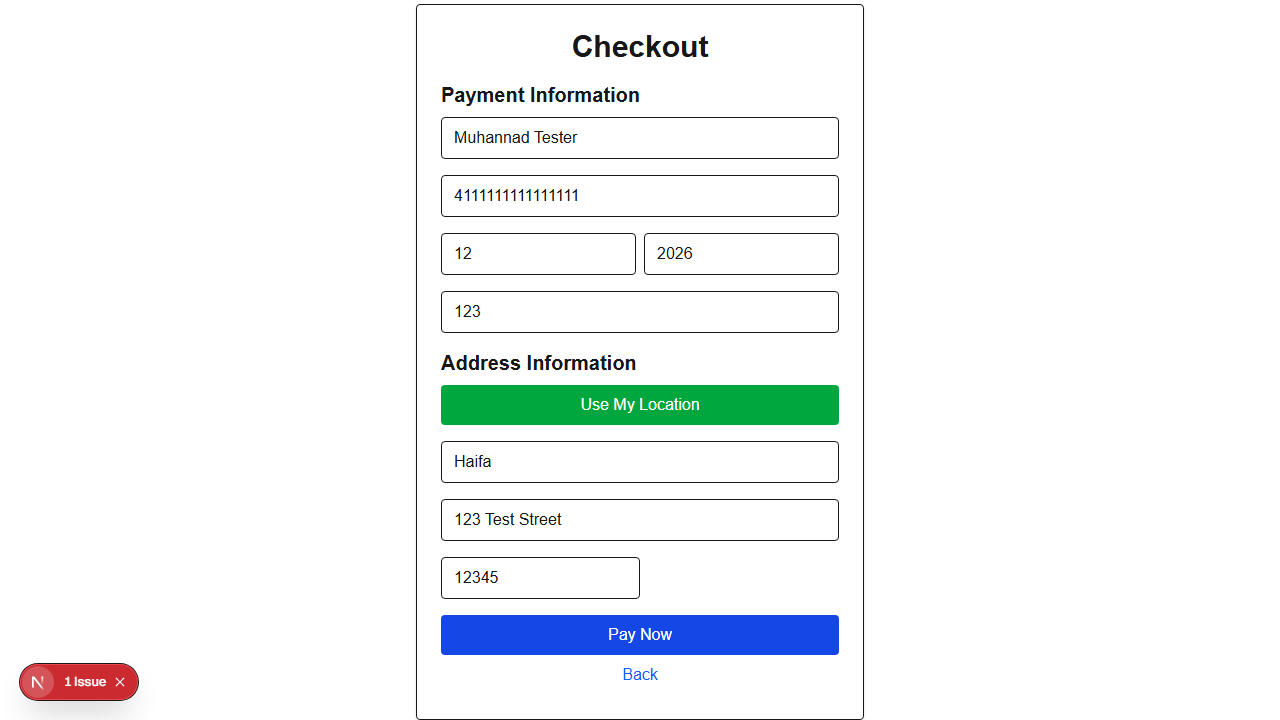 Checkout
Payment Information
Muhannad Tester
4111111111111111
12 2026
123
Address Information
Use My Location
Haifa
123 Test Street
12345
Pay Now
Back
N 1 Issue